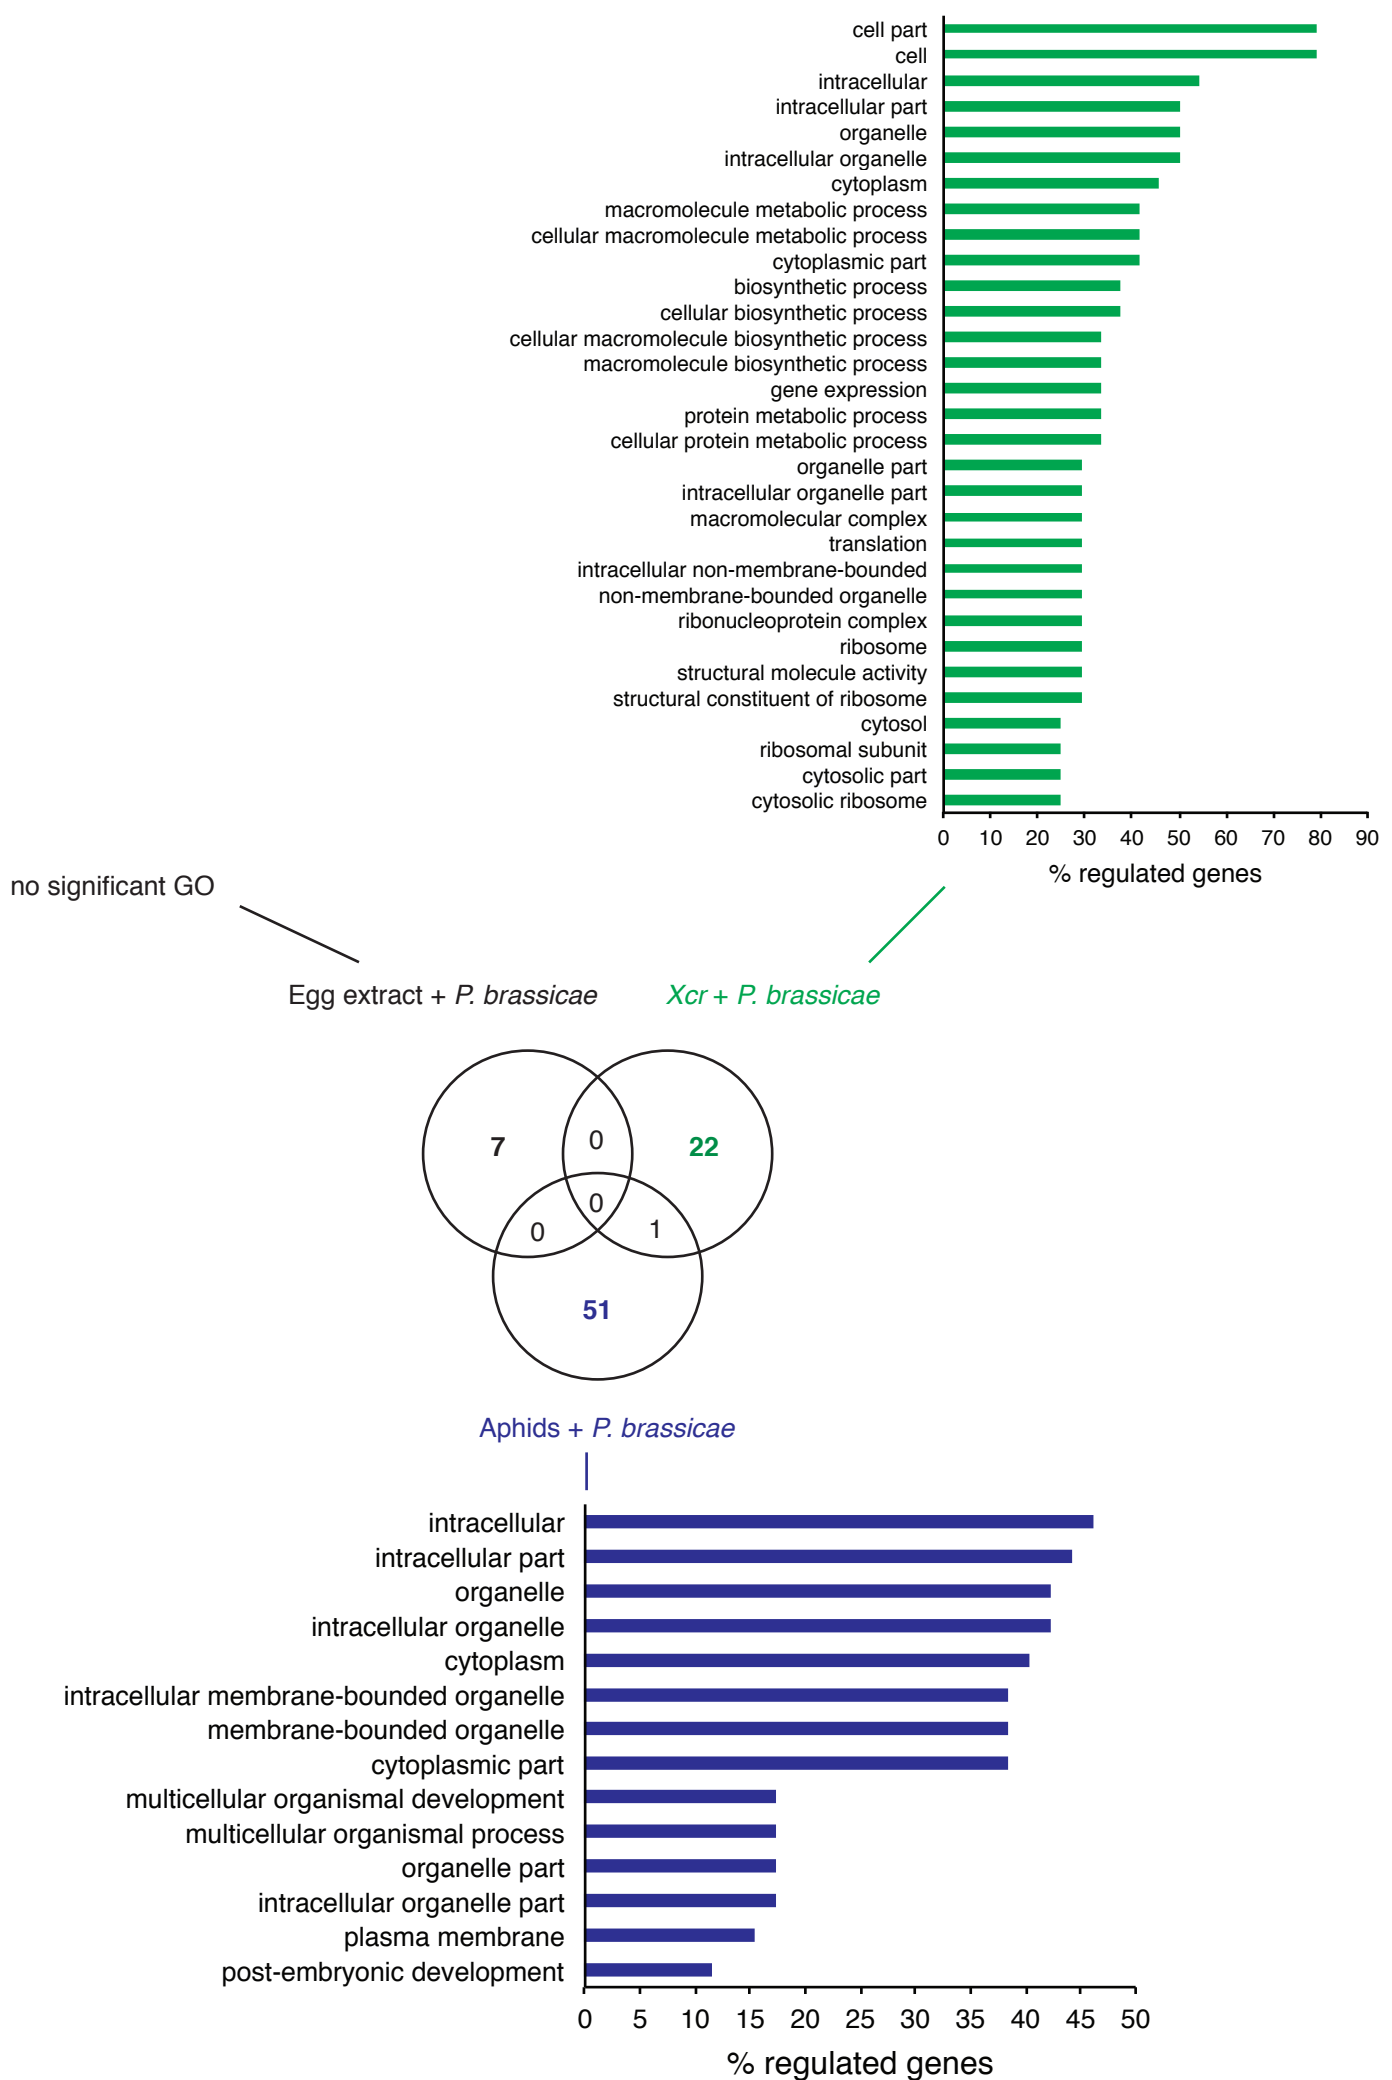 cell part
cell
intracellular
intracellular part
organelle
intracellular organelle
cytoplasm
macromolecule metabolic process
cellular macromolecule metabolic process
cytoplasmic part
biosynthetic process
cellular biosynthetic process
cellular macromolecule biosynthetic process
macromolecule biosynthetic process
gene expression
protein metabolic process
cellular protein metabolic process
organelle part
intracellular organelle part
macromolecular complex
translation
intracellular non-membrane-bounded
non-membrane-bounded organelle
ribonucleoprotein complex
ribosome
structural molecule activity
structural constituent of ribosome
cytosol
ribosomal subunit
cytosolic part
cytosolic ribosome
0 10 20 30 40 50 60 70 80 90
% regulated genes
no significant GO
Egg extract + P. brassicae
Xcr + P. brassicae
7 0 22
0
0 1
51
Aphids + P. brassicae
intracellular
intracellular part
organelle
intracellular organelle
cytoplasm
intracellular membrane-bounded organelle
membrane-bounded organelle
cytoplasmic part
multicellular organismal development
multicellular organismal process
organelle part
intracellular organelle part
plasma membrane
post-embryonic development
0 5 10 15 20 25 30 35 40 45 50
% regulated genes